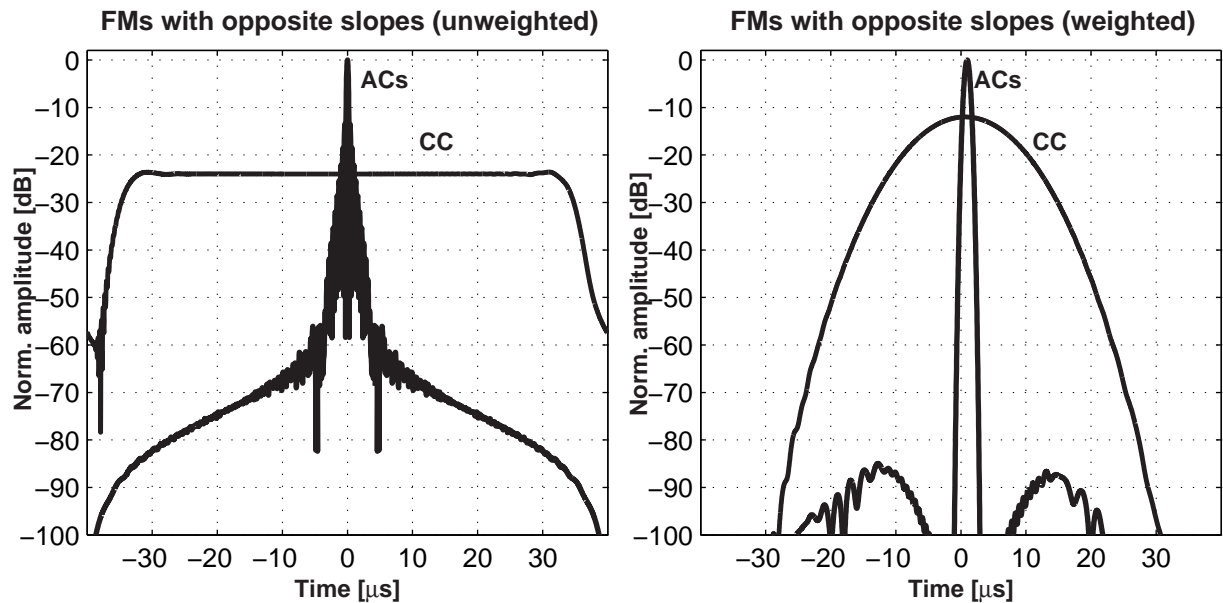 FMs with opposite slopes (unweighted)
0
−10
−20
−30
−40
−50
−60
−70
−80
−90
−100
Norm. amplitude [dB]
ACs
CC
−30 −20 −10 0 10 20 30
Time [μs]
FMs with opposite slopes (weighted)
0
−10
−20
−30
−40
−50
−60
−70
−80
−90
−100
Norm. amplitude [dB]
ACs
CC
−30 −20 −10 0 10 20 30
Time [μs]